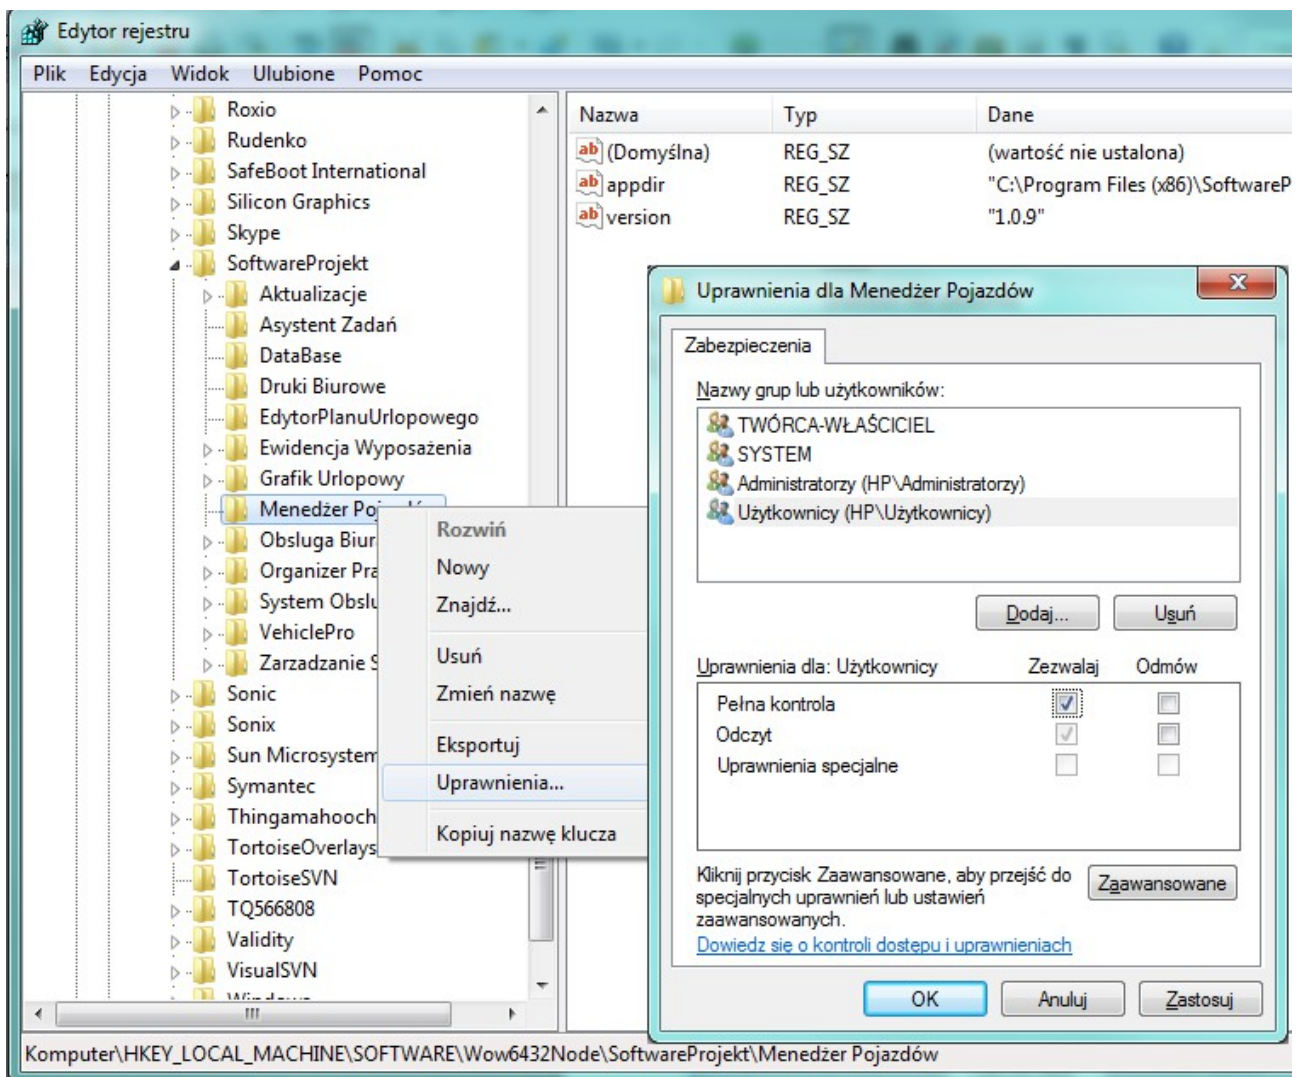 Edytor rejestru
Plik Edycja Widok Ulubione Pomoc
Roxio
Rudenko
SafeBoot International
Silicon Graphics
Skype
SoftwareProjekt
Aktualizacje
Asystent Zadań
DataBase
Druki Biurowe
EdytorPlanuUrlopowego
Ewidencja Wyposażenia
Grafik Urlopowy
Menedżer
Obsluga Biur
Organizer Pra
System Obslu
VehiclePro
Zarzadzanie S
Sonic
Sonix
Sun Microsystem
Symantec
Thingamahooch
TortoiseOverlays
TortoiseSVN
TQ566808
Validity
VisualSVN
Nazwa Typ Dane
(Domyślna) REG_SZ (wartość nie ustalona)
appdir REG_SZ "C:\Program Files (x86)\SoftwareP
version REG_SZ "1.0.9"
Rozwiń
Nowy
Znajdź...
Usuń
Zmień nazwę
Eksportuj
Uprawnienia...
Kopiuj nazwę klucza
Uprawnienia dla Menedżer Pojazdów
Zabezpieczenia
Nazwy grup lub użytkowników:
TWÓRCA-WŁAŚCICIEL
SYSTEM
Administratorzy (HP\Administratorzy)
Użytkownicy (HP\Użytkownicy)
Dodaj... Usuń
Uprawnienia dla: Użytkownicy Zezwalaj Odmów
Pełna kontrola
Odczyt
Uprawnienia specjalne
Kliknij przycisk Zaawansowane, aby przejść do
specjalnych uprawnień lub ustawień
zaawansowanych.
Zaawansowane
Dowiedz się o kontroli dostępu i uprawnieniach
OK Anuluj Zastosuj
Komputer\HKEY_LOCAL_MACHINE\SOFTWARE\Wow6432Node\SoftwareProjekt\Menedżer Pojazdów